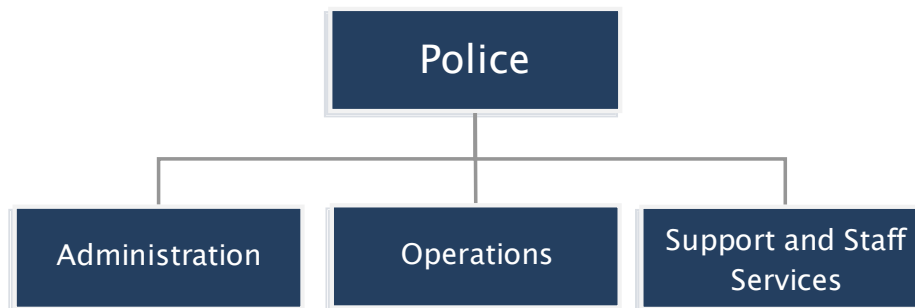 Police
Administration
Operations
Support and Staff
Services